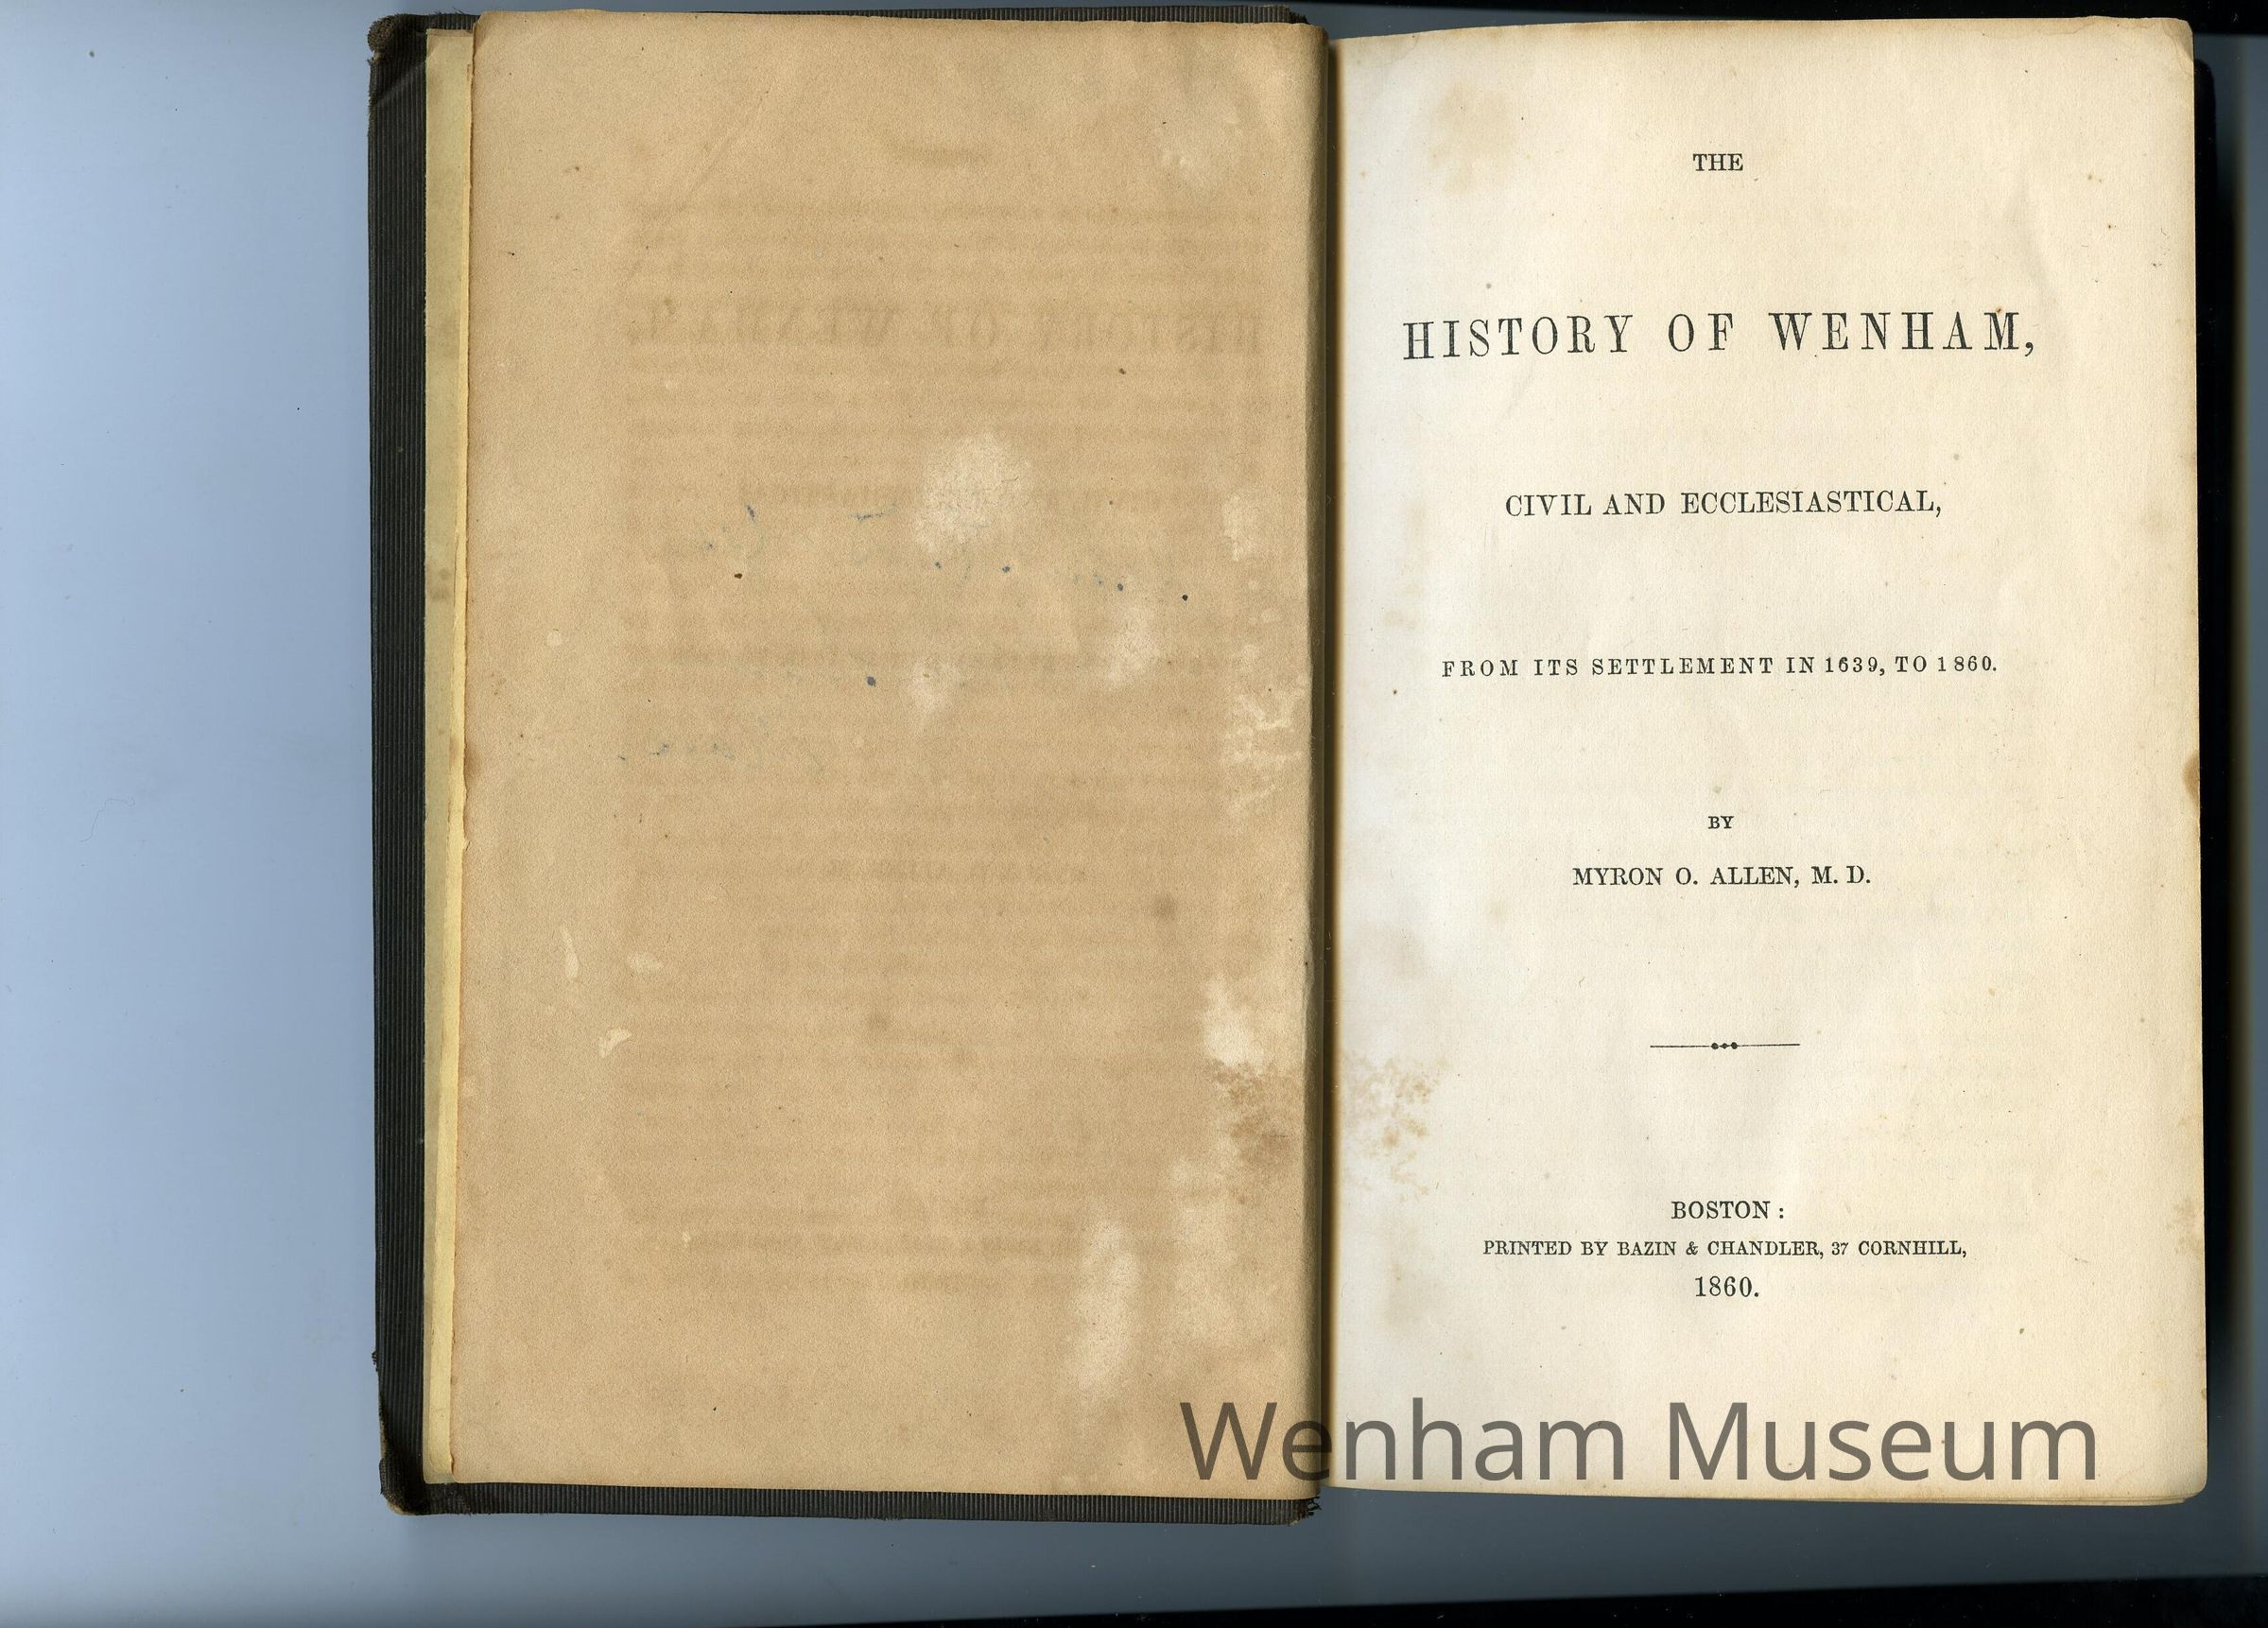 THE
HISTORY OF WENHAM,
CIVIL AND ECCLESIASTICAL,
FROM ITS SETTLEMENT IN 1639, TO 1860.
BY
MYRON O. ALLEN, M. D.
BOSTON :
PRINTED BY BAZIN & CHANDLER, 37 CORNHILL,
1860.
Wenham Museum